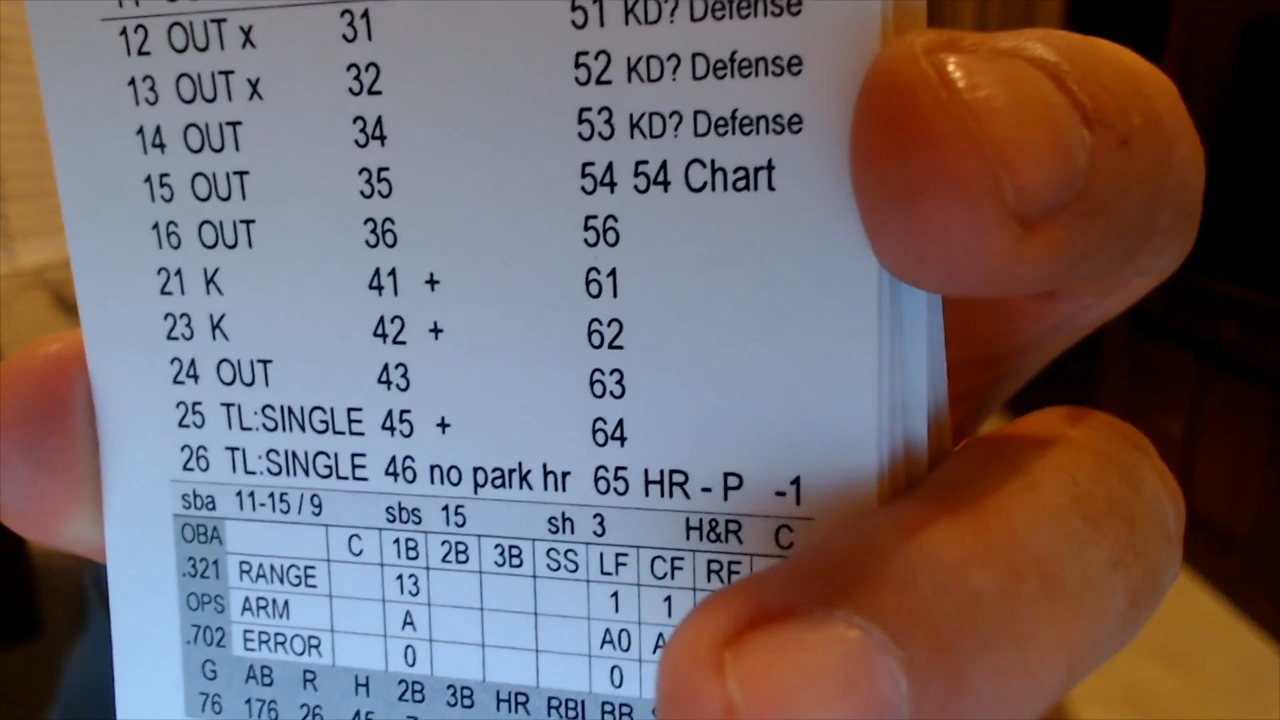 12 OUT x 31 51 KD? Defense
13 OUT x 32 52 KD? Defense
14 OUT 34 53 KD? Defense
15 OUT 35 54 54 Chart
16 OUT 36 56
21 K 41 + 61
23 K 42 + 62
24 OUT 43 63
25 TL:SINGLE 45 + 64
26 TL:SINGLE 46 no park hr 65 HR - P -1
sba 11-15 / 9 sbs 15 sh 3 H&R C
OBA C 1B 2B 3B SS LF CF RF
.321 RANGE 13 1 1
OPS ARM A A0
.702 ERROR 0 0
G AB R H 2B 3B HR RBI BB
76 176 26